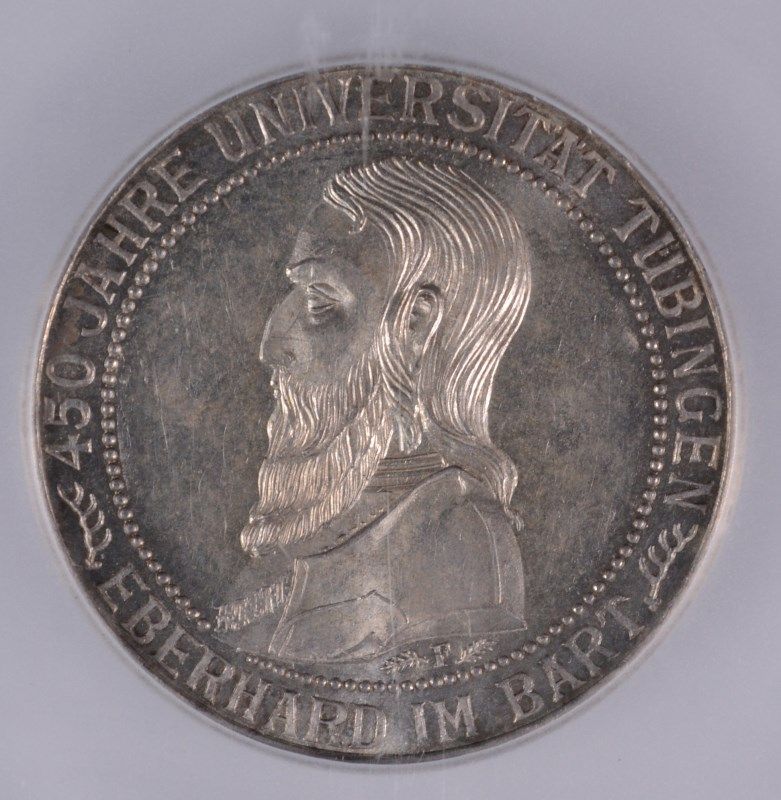 450 JAHRE UNIVERSITÄT TÜBINGEN
EBERHARD IM BART
F